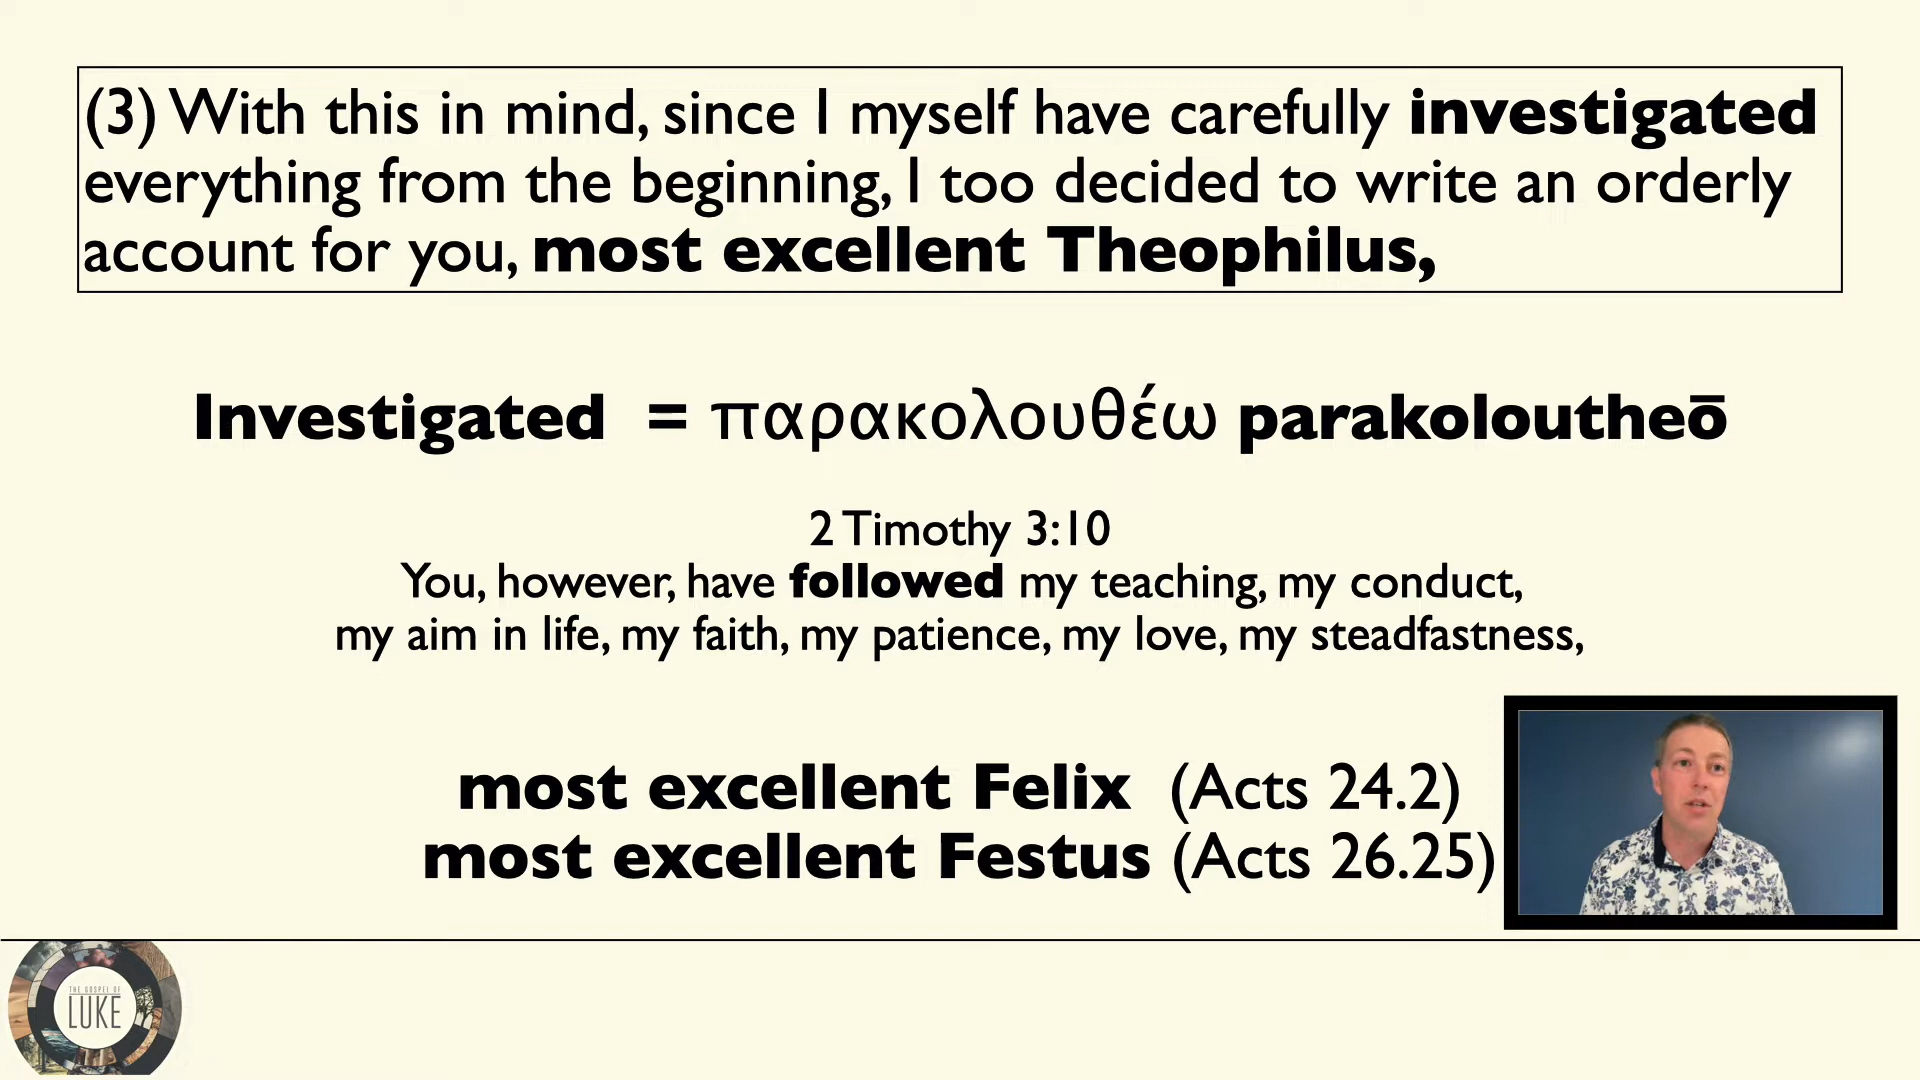 (3) With this in mind, since I myself have carefully investigated
everything from the beginning, I too decided to write an orderly
account for you, most excellent Theophilus,
Investigated = παρακολουθέω parakoloutheō
2 Timothy 3:10
You, however, have followed my teaching, my conduct,
my aim in life, my faith, my patience, my love, my steadfastness,
most excellent Felix (Acts 24.2)
most excellent Festus (Acts 26.25)
THE GOSPEL OF
LUKE